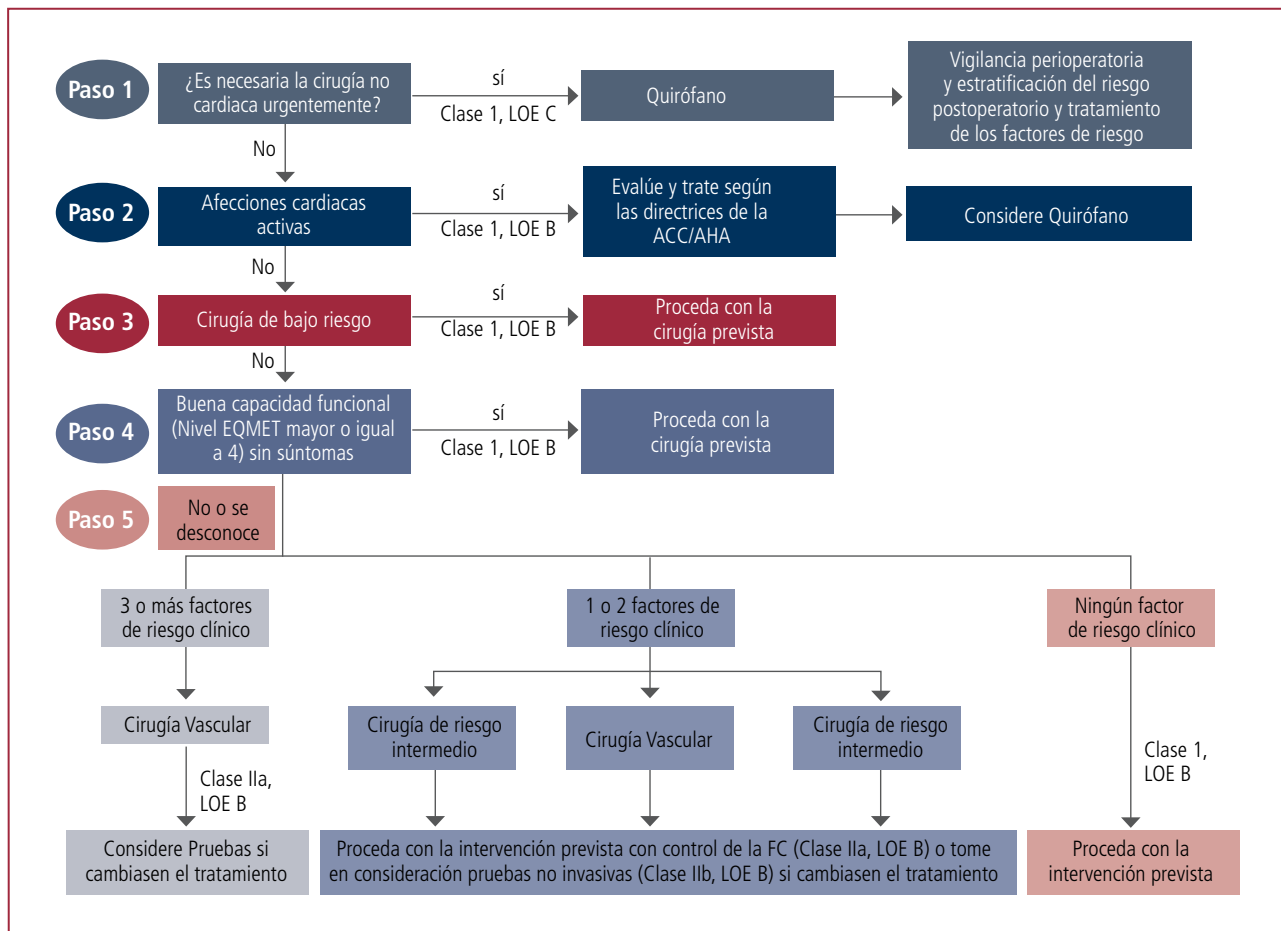 Paso 1
¿Es necesaria la cirugía no
cardiaca urgentemente?
sí
Clase 1, LOE C
Quirófano
Vigilancia perioperatoria
y estratificación del riesgo
postoperatorio y tratamiento
de los factores de riesgo
No
Paso 2
Afecciones cardiacas
activas
sí
Clase 1, LOE B
Evalúe y trate según
las directrices de la
ACC/AHA
Considere Quirófano
No
Paso 3
Cirugía de bajo riesgo
sí
Clase 1, LOE B
Proceda con la
cirugía prevista
No
Paso 4
Buena capacidad funcional
(Nivel EQMET mayor o igual
a 4) sin súntomas
sí
Clase 1, LOE B
Proceda con la
cirugía prevista
Paso 5
No o se
desconoce
3 o más factores
de riesgo clínico
1 o 2 factores de
riesgo clínico
Ningún factor
de riesgo clínico
Cirugía Vascular
Cirugía de riesgo
intermedio
Cirugía Vascular
Cirugía de riesgo
intermedio
Clase IIa,
LOE B
Clase 1,
LOE B
Considere Pruebas si
cambiasen el tratamiento
Proceda con la intervención prevista con control de la FC (Clase IIa, LOE B) o tome
en consideración pruebas no invasivas (Clase IIb, LOE B) si cambiasen el tratamiento
Proceda con la
intervención prevista